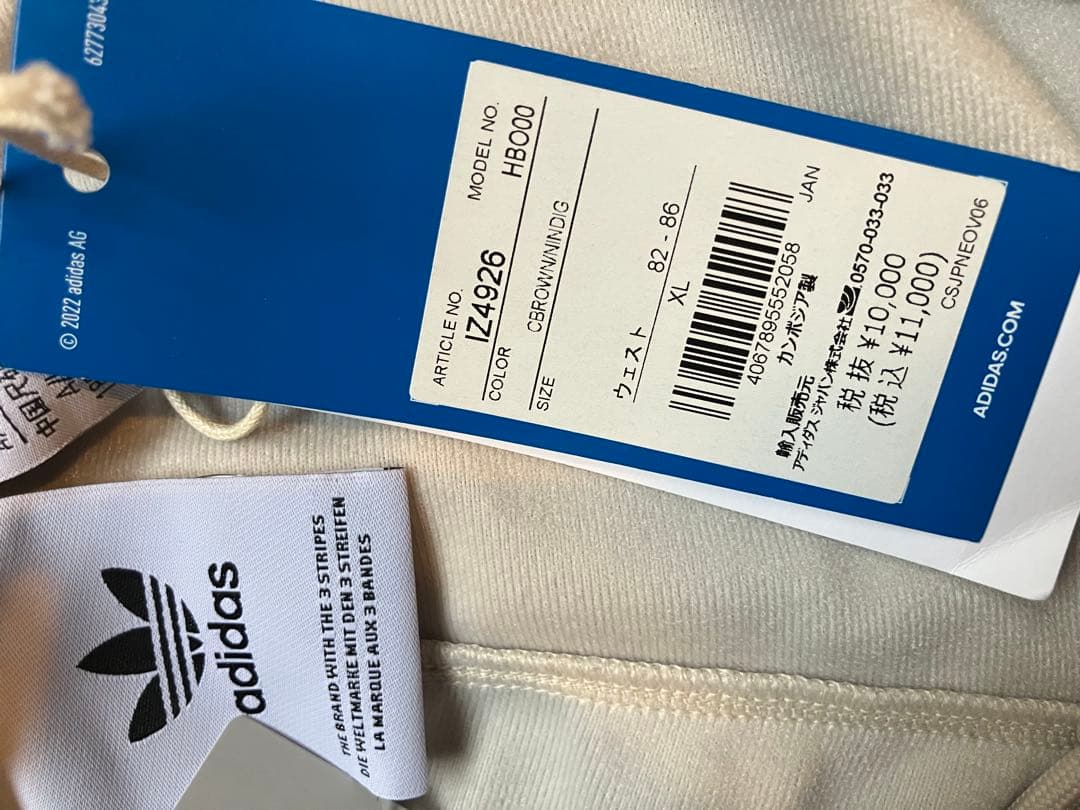 6277304
© 2022 adidas AG
ARTICLE NO. MODEL NO.
IZ4926 HBO00
COLOR
CBROWN/NINDIG
SIZE
ウェスト 82 - 86
XL
4067895552058 JAN
カンボジア製
輸入販売元
アディダス ジャパン株式会社 0570-033-033
税 抜 ¥10,000
(税 込 ¥11,000)
CSJPNEOV06
ADIDAS.COM
adidas
THE BRAND WITH THE 3 STRIPES
DIE WELTMARKE MIT DEN 3 STREIFEN
LA MARQUE AUX 3 BANDES